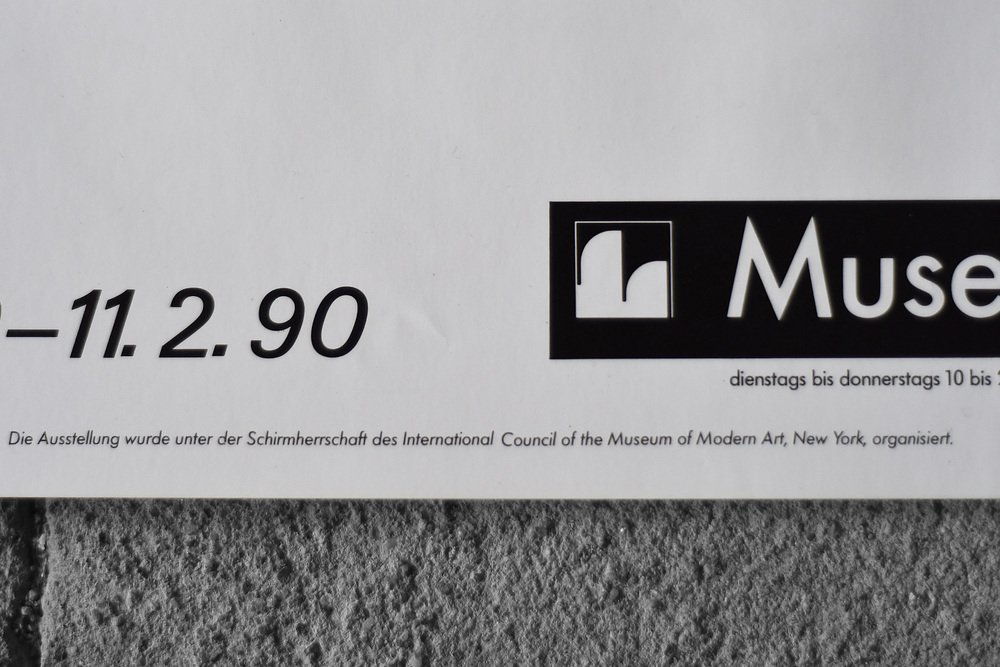 –11. 2. 90
Muse
dienstags bis donnerstags 10 bis
Die Ausstellung wurde unter der Schirmherrschaft des International Council of the Museum of Modern Art, New York, organisiert.